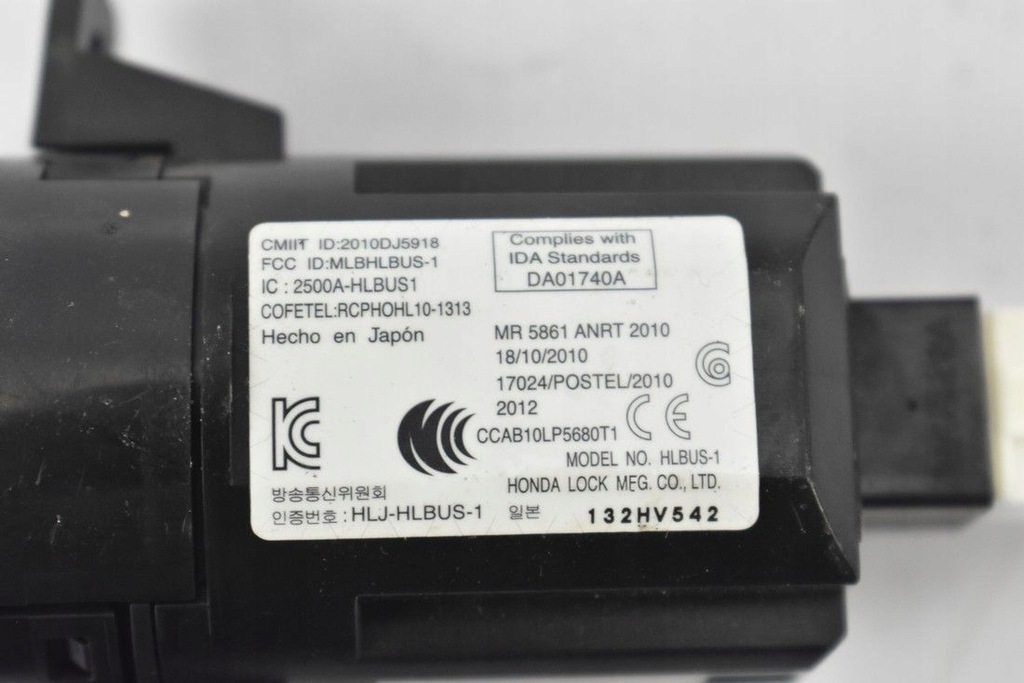 CMIIT ID:2010DJ5918
FCC ID:MLBHLBUS-1
IC : 2500A-HLBUS1
COFETEL:RCPHOHL10-1313
Hecho en Japón
Complies with
IDA Standards
DA01740A
MR 5861 ANRT 2010
18/10/2010
17024/POSTEL/2010
2012
CCAB10LP5680T1
CE
MODEL NO. HLBUS-1
HONDA LOCK MFG. CO., LTD.
방송통신위원회
인증번호 : HLJ-HLBUS-1
일본
132HV542